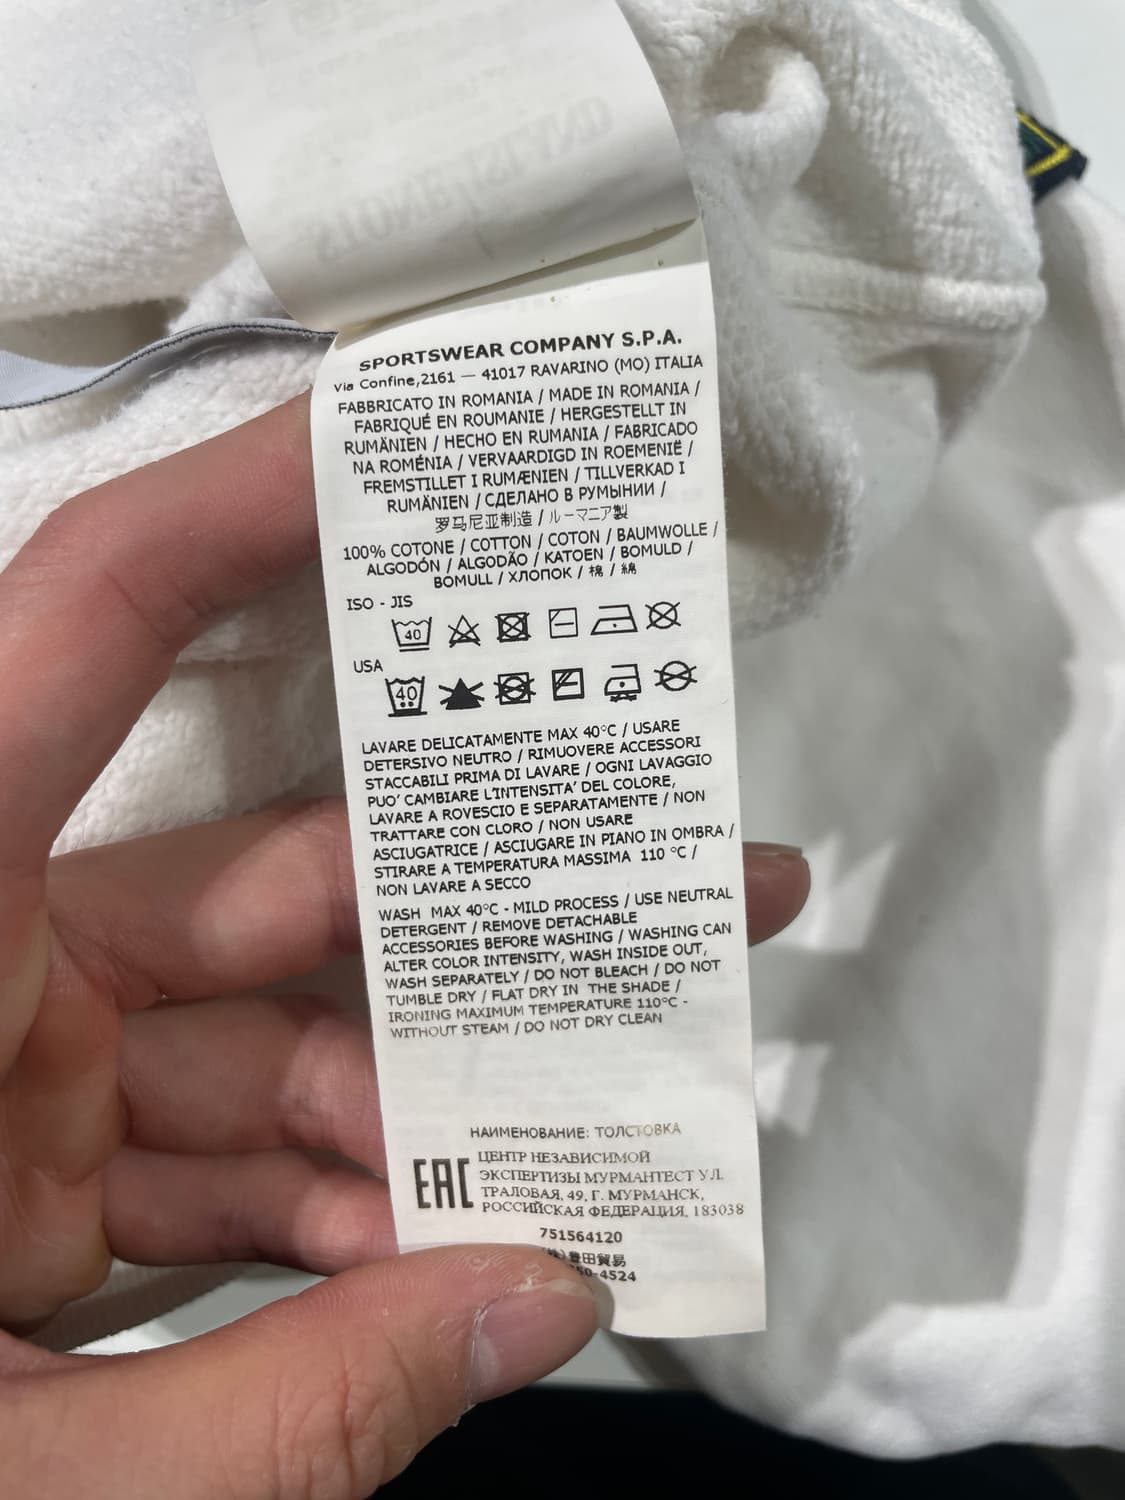 SPORTSWEAR COMPANY S.P.A.
Via Confine,2161 — 41017 RAVARINO (MO) ITALIA
FABBRICATO IN ROMANIA / MADE IN ROMANIA /
FABRIQUÉ EN ROUMANIE / HERGESTELLT IN
RUMÄNIEN / HECHO EN RUMANIA / FABRICADO
NA ROMÉNIA / VERVAARDIGD IN ROEMENIË /
FREMSTILLET I RUMÆNIEN / TILLVERKAD I
RUMÄNIEN / СДЕЛАНО В РУМЫНИИ /
罗马尼亚制造 / ルーマニア製
100% COTONE / COTTON / COTON / BAUMWOLLE /
ALGODÓN / ALGODÃO / KATOEN / BOMULD /
BOMULL / ХЛОПОК / 棉 / 綿
ISO - JIS
40
USA
40
LAVARE DELICATAMENTE MAX 40°C / USARE
DETERSIVO NEUTRO / RIMUOVERE ACCESSORI
STACCABILI PRIMA DI LAVARE / OGNI LAVAGGIO
PUO' CAMBIARE L'INTENSITA' DEL COLORE,
LAVARE A ROVESCIO E SEPARATAMENTE / NON
TRATTARE CON CLORO / NON USARE
ASCIUGATRICE / ASCIUGARE IN PIANO IN OMBRA /
STIRARE A TEMPERATURA MASSIMA 110 °C /
NON LAVARE A SECCO
WASH MAX 40°C - MILD PROCESS / USE NEUTRAL
DETERGENT / REMOVE DETACHABLE
ACCESSORIES BEFORE WASHING / WASHING CAN
ALTER COLOR INTENSITY, WASH INSIDE OUT,
WASH SEPARATELY / DO NOT BLEACH / DO NOT
TUMBLE DRY / FLAT DRY IN THE SHADE /
IRONING MAXIMUM TEMPERATURE 110°C -
WITHOUT STEAM / DO NOT DRY CLEAN
НАИМЕНОВАНИЕ: ТОЛСТОВКА
EAC
ЦЕНТР НЕЗАВИСИМОЙ
ЭКСПЕРТИЗЫ МУРМАНТЕСТ УЛ.
ТРАЛОВАЯ, 49, Г. МУРМАНСК,
РОССИЙСКАЯ ФЕДЕРАЦИЯ, 183038
751564120
豊田貿易
50-4524